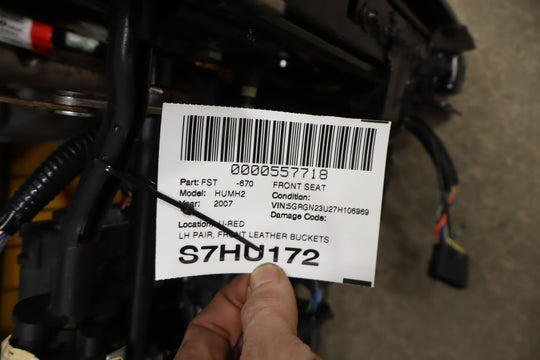 0000557718
Part: FST -670 FRONT SEAT
Model: HUMH2 Condition:
Year: 2007 VIN:5GRGN23U27H106969
Damage Code:
Location: U-RED
LH PAIR, FRONT LEATHER BUCKETS
S7HU172